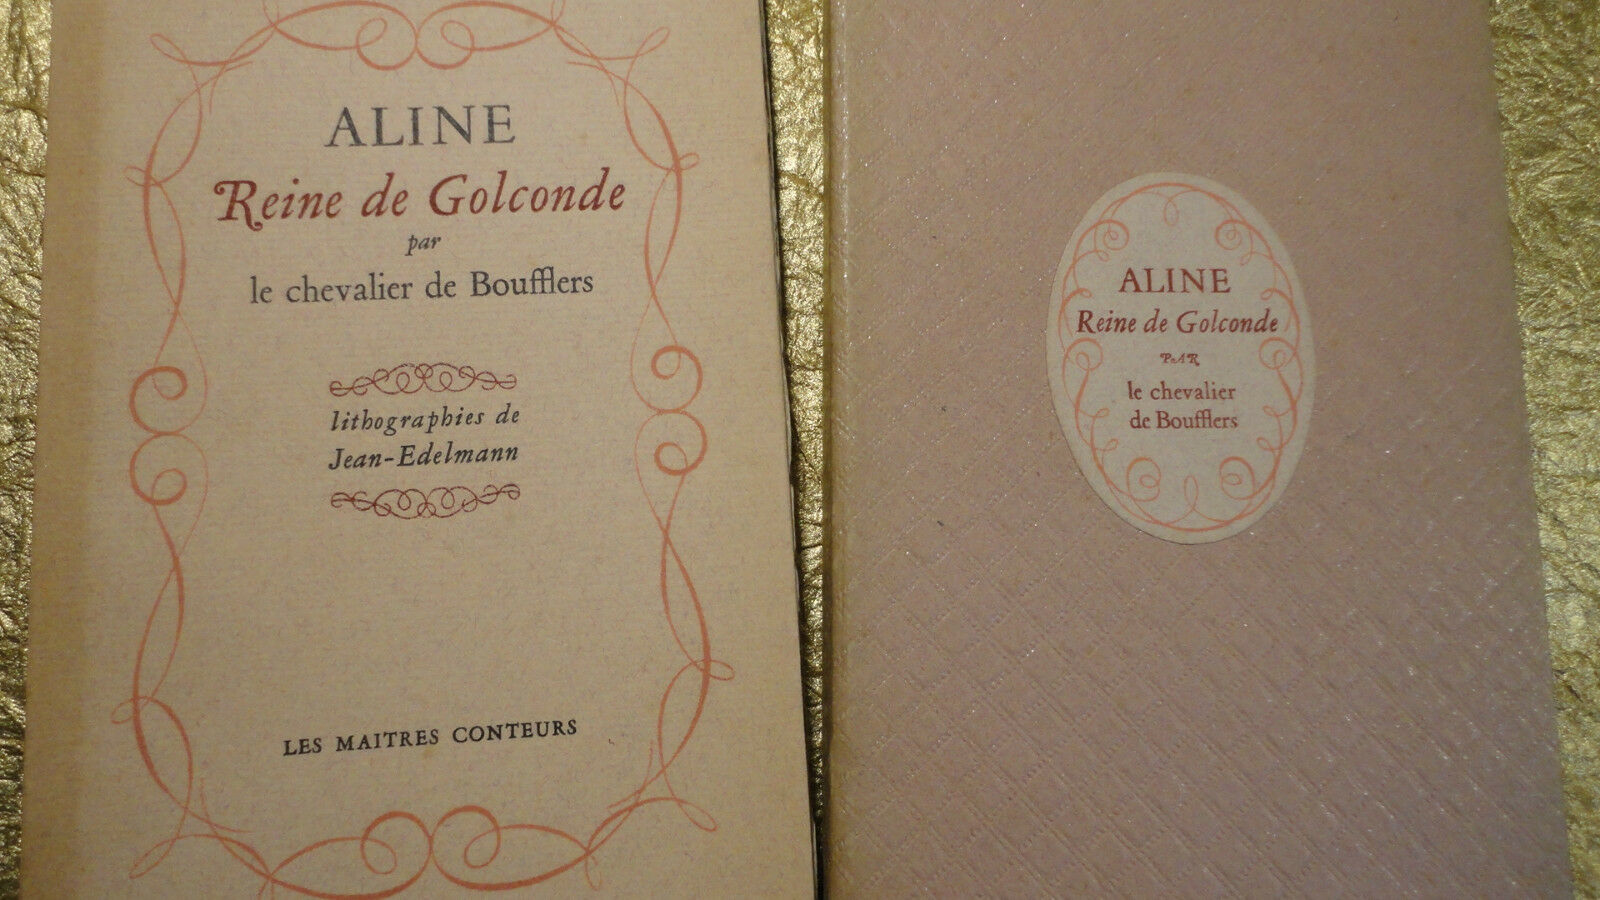 ALINE
Reine de Golconde
par
le chevalier de Boufflers
lithographies de
Jean-Edelmann
LES MAITRES CONTEURS
ALINE
Reine de Golconde
PAR
le chevalier
de Boufflers